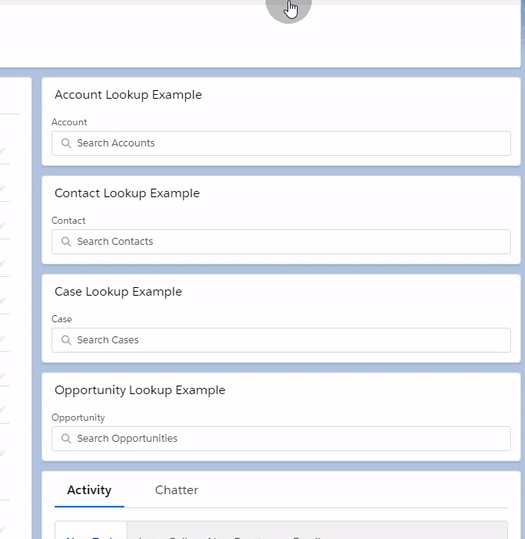 Account Lookup Example
Account
Search Accounts
Contact Lookup Example
Contact
Search Contacts
Case Lookup Example
Case
Search Cases
Opportunity Lookup Example
Opportunity
Search Opportunities
Activity Chatter